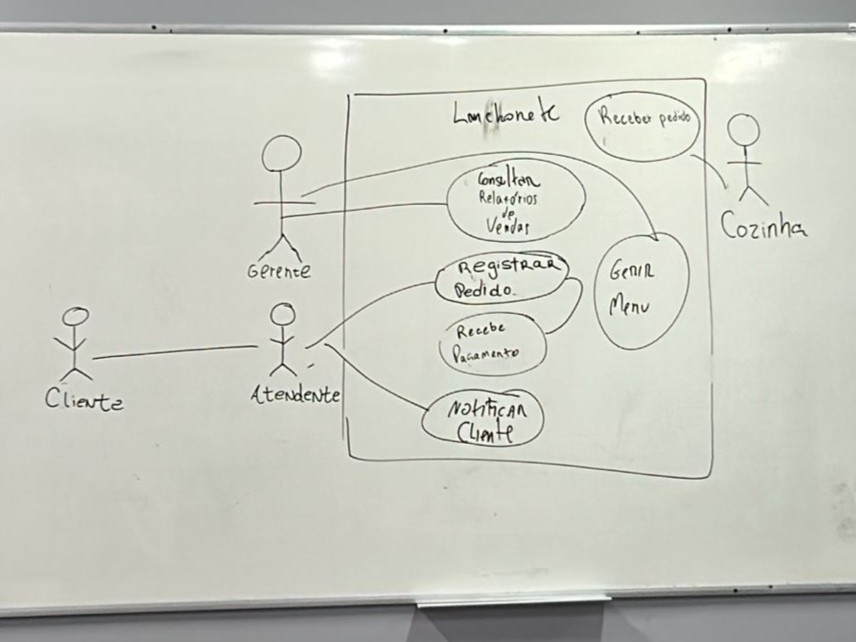 Lanchonete
Receber pedido
Consultar
Relatórios
de
Vendas
Cozinha
Gerente
Registrar
Pedido.
Gerir
Menu
Recebe
Pagamento
Cliente
Atendente
Notificar
Cliente